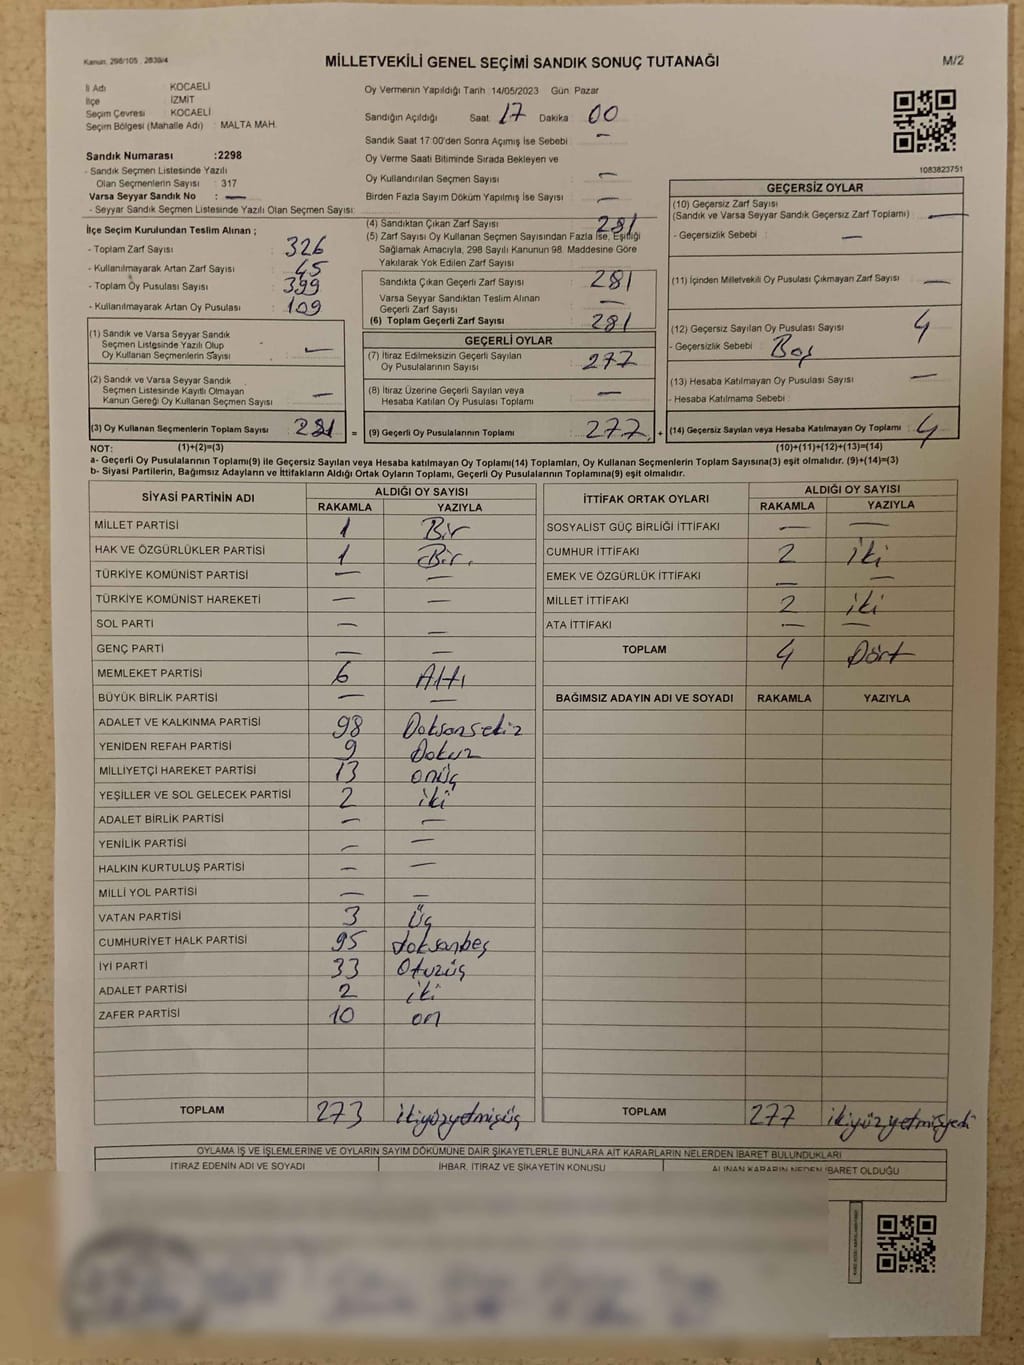 Kanun, 298/105 , 2839/4
MİLLETVEKİLİ GENEL SEÇİMİ SANDIK SONUÇ TUTANAĞI
M/2
İl Adı KOCAELİ
İlçe İZMİT
Seçim Çevresi KOCAELİ
Seçim Bölgesi (Mahalle Adı) : MALTA MAH.
Sandık Numarası :2298
- Sandık Seçmen Listesinde Yazılı
Olan Seçmenlerin Sayısı : 317
Varsa Seyyar Sandık No : —
- Seyyar Sandık Seçmen Listesinde Yazılı Olan Seçmen Sayısı:
İlçe Seçim Kurulundan Teslim Alınan ;
- Toplam Zarf Sayısı : 326
- Kullanılmayarak Artan Zarf Sayısı : 45
- Toplam Oy Pusulası Sayısı : 399
- Kullanılmayarak Artan Oy Pusulası : 109
Oy Vermenin Yapıldığı Tarih 14/05/2023 Gün: Pazar
Sandığın Açıldığı Saat 17 Dakika 00
Sandık Saat 17:00'den Sonra Açımış İse Sebebi : —
Oy Verme Saati Bitiminde Sırada Bekleyen ve
Oy Kullandırılan Seçmen Sayısı : —
Birden Fazla Sayım Döküm Yapılmış İse Sayısı : —
(4) Sandıktan Çıkan Zarf Sayısı : 281
(5) Zarf Sayısı Oy Kullanan Seçmen Sayısından Fazla İse, Eşitliği
Sağlamak Amacıyla, 298 Sayılı Kanunun 98. Maddesine Göre
Yakılarak Yok Edilen Zarf Sayısı
Sandıkta Çıkan Geçerli Zarf Sayısı : 281
Varsa Seyyar Sandıktan Teslim Alınan
Geçerli Zarf Sayısı : —
(6) Toplam Geçerli Zarf Sayısı : 281
1083823751
GEÇERSİZ OYLAR
(10) Geçersiz Zarf Sayısı
(Sandık ve Varsa Seyyar Sandık Geçersiz Zarf Toplamı) : —
- Geçersizlik Sebebi : —
(11) İçinden Milletvekili Oy Pusulası Çıkmayan Zarf Sayısı : —
(12) Geçersiz Sayılan Oy Pusulası Sayısı : 4
- Geçersizlik Sebebi : Boş
(13) Hesaba Katılmayan Oy Pusulası Sayısı : —
- Hesaba Katılmama Sebebi :
(14) Geçersiz Sayılan veya Hesaba Katılmayan Oy Toplamı : 4
(10)+(11)+(12)+(13)=(14)
(1) Sandık ve Varsa Seyyar Sandık
Seçmen Listesinde Yazılı Olup
Oy Kullanan Seçmenlerin Sayısı : —
(2) Sandık ve Varsa Seyyar Sandık
Seçmen Listesinde Kayıtlı Olmayan
Kanun Gereği Oy Kullanan Seçmen Sayısı : —
(3) Oy Kullanan Seçmenlerin Toplam Sayısı : 281 =
(1)+(2)=(3)
GEÇERLİ OYLAR
(7) İtiraz Edilmeksizin Geçerli Sayılan
Oy Pusulalarının Sayısı : 277
(8) İtiraz Üzerine Geçerli Sayılan veya
Hesaba Katılan Oy Pusulası Toplamı : —
(9) Geçerli Oy Pusulalarının Toplamı : 277 +
NOT:
a- Geçerli Oy Pusulalarının Toplamı(9) ile Geçersiz Sayılan veya Hesaba katılmayan Oy Toplamı(14) Toplamları, Oy Kullanan Seçmenlerin Toplam Sayısına(3) eşit olmalıdır. (9)+(14)=(3)
b- Siyasi Partilerin, Bağımsız Adayların ve İttifakların Aldığı Ortak Oyların Toplamı, Geçerli Oy Pusulalarının Toplamına(9) eşit olmalıdır.
SİYASİ PARTİNİN ADI ALDIĞI OY SAYISI
RAKAMLA YAZIYLA
MİLLET PARTİSİ 1 Bir
HAK VE ÖZGÜRLÜKLER PARTİSİ 1 Bir.
TÜRKİYE KOMÜNİST PARTİSİ — —
TÜRKİYE KOMÜNİST HAREKETİ — —
SOL PARTİ — —
GENÇ PARTİ — —
MEMLEKET PARTİSİ 6 Altı
BÜYÜK BİRLİK PARTİSİ — —
ADALET VE KALKINMA PARTİSİ 98 Doksansekiz
YENİDEN REFAH PARTİSİ 9 Dokuz
MİLLİYETÇİ HAREKET PARTİSİ 13 onüç
YEŞİLLER VE SOL GELECEK PARTİSİ 2 iki
ADALET BİRLİK PARTİSİ — —
YENİLİK PARTİSİ — —
HALKIN KURTULUŞ PARTİSİ — —
MİLLİ YOL PARTİSİ — —
VATAN PARTİSİ 3 Üç
CUMHURİYET HALK PARTİSİ 95 doksanbeş
İYİ PARTİ 33 Otuzüç
ADALET PARTİSİ 2 iki
ZAFER PARTİSİ 10 on
TOPLAM 273 ikiyüzyetmişüç
İTTİFAK ORTAK OYLARI ALDIĞI OY SAYISI
RAKAMLA YAZIYLA
SOSYALIST GÜÇ BİRLİĞİ İTTİFAKI — —
CUMHUR İTTİFAKI 2 iki
EMEK VE ÖZGÜRLÜK İTTİFAKI — —
MİLLET İTTİFAKI 2 iki
ATA İTTİFAKI — —
TOPLAM 4 Dört
BAĞIMSIZ ADAYIN ADI VE SOYADI RAKAMLA YAZIYLA
TOPLAM 277 ikiyüzyetmişyedi
OYLAMA İŞ VE İŞLEMLERİNE VE OYLARIN SAYIM DÖKÜMÜNE DAİR ŞİKAYETLERLE BUNLARA AİT KARARLARIN NELERDEN İBARET BULUNDUKLARI
İTİRAZ EDENİN ADI VE SOYADI İHBAR, İTİRAZ VE ŞİKAYETİN KONUSU ALINAN KARARIN NEDEN İBARET OLDUĞU